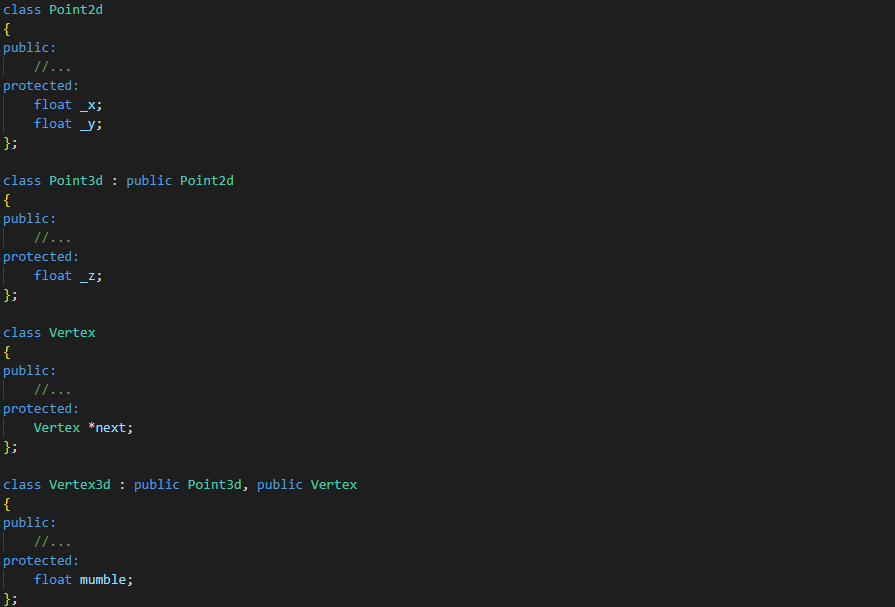 class Point2d
{
public:
    //...
protected:
    float _x;
    float _y;
};

class Point3d : public Point2d
{
public:
    //...
protected:
    float _z;
};

class Vertex
{
public:
    //...
protected:
    Vertex *next;
};

class Vertex3d : public Point3d, public Vertex
{
public:
    //...
protected:
    float mumble;
};